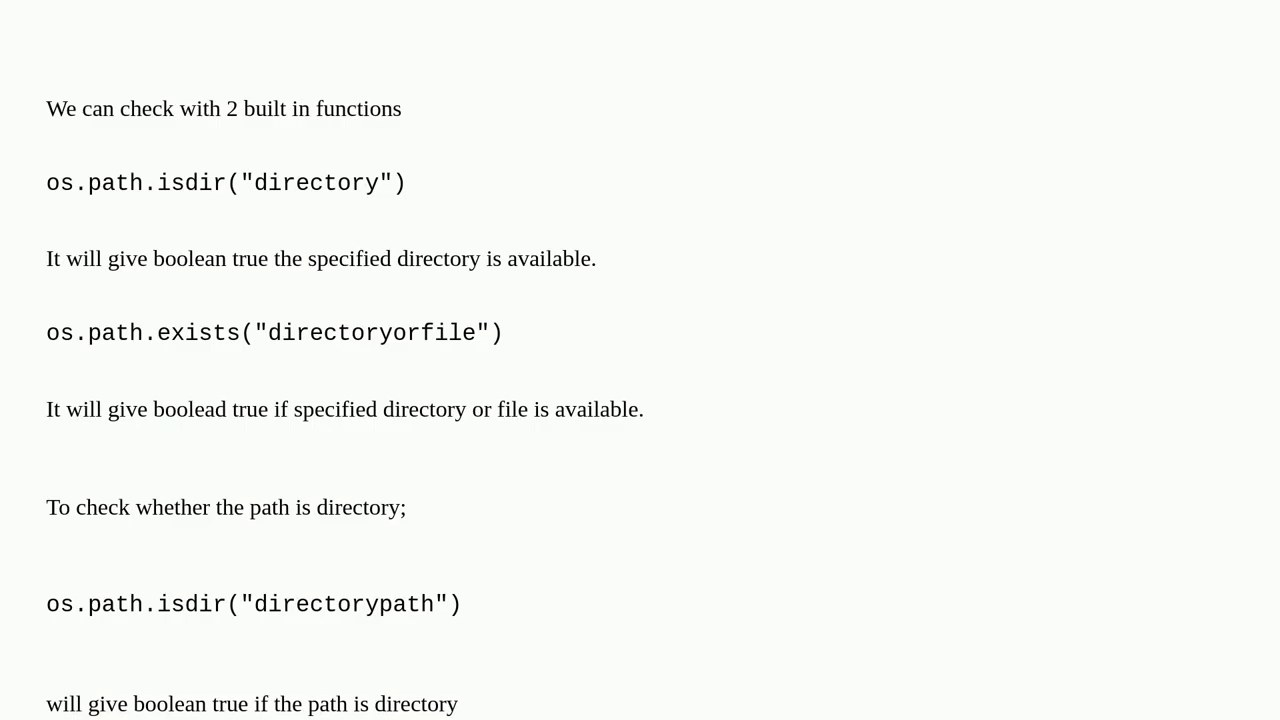 We can check with 2 built in functions
os.path.isdir("directory")
It will give boolean true the specified directory is available.
os.path.exists("directoryorfile")
It will give boolead true if specified directory or file is available.
To check whether the path is directory;
os.path.isdir("directorypath")
will give boolean true if the path is directory